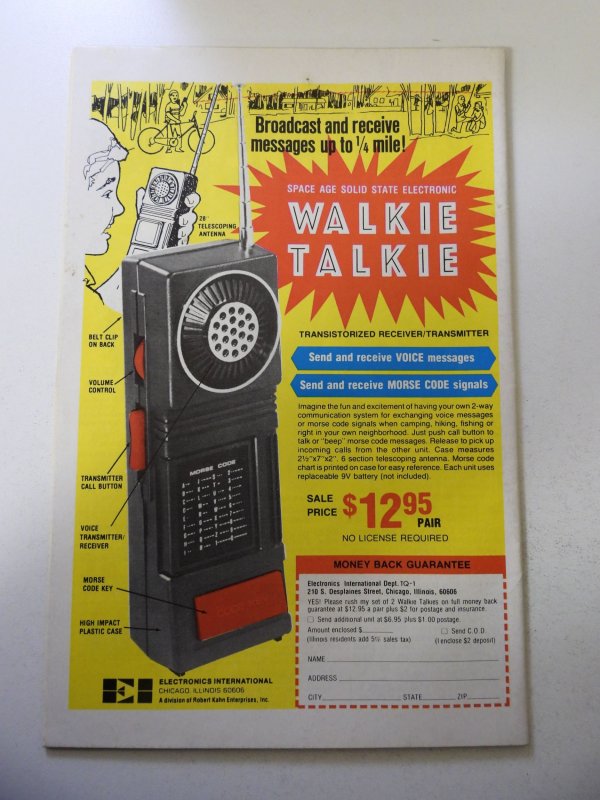 Broadcast and receive
messages up to 1/4 mile!
SPACE AGE SOLID STATE ELECTRONIC
WALKIE
TALKIE
28"
TELESCOPING
ANTENNA
BELT CLIP
ON BACK
VOLUME
CONTROL
TRANSMITTER
CALL BUTTON
VOICE
TRANSMITTER/
RECEIVER
MORSE
CODE KEY
HIGH IMPACT
PLASTIC CASE
MORSE CODE
TRANSISTORIZED RECEIVER/TRANSMITTER
Send and receive VOICE messages
Send and receive MORSE CODE signals
Imagine the fun and excitement of having your own 2-way
communication system for exchanging voice messages
or morse code signals when camping, hiking, fishing or
right in your own neighborhood. Just push call button to
talk or "beep" morse code messages. Release to pick up
incoming calls from the other unit. Case measures
2½"x7"x2". 6 section telescoping antenna. Morse code
chart is printed on case for easy reference. Each unit uses
replaceable 9V battery (not included).
SALE
PRICE $12.95 PAIR
NO LICENSE REQUIRED
MONEY BACK GUARANTEE
Electronics International Dept. TQ-1
210 S. Desplaines Street, Chicago, Illinois, 60606
YES! Please rush my set of 2 Walkie Talkies on full money back
guarantee at $12.95 a pair plus $2 for postage and insurance.
Send additional unit at $6.95 plus $1.00 postage.
Amount enclosed $ Send C.O.D.
(Illinois residents add 5% sales tax) (I enclose $2 deposit)
NAME
ADDRESS
CITY STATE ZIP
EI ELECTRONICS INTERNATIONAL
CHICAGO, ILLINOIS 60606
A division of Robert Kahn Enterprises, Inc.